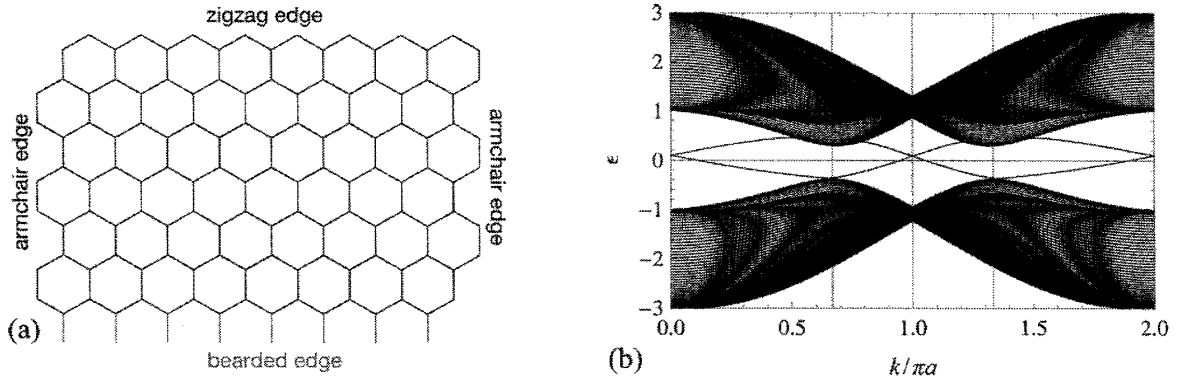 zigzag edge
armchair edge
armchair edge
bearded edge
(a)
ε
3
2
1
0
−1
−2
−3
0.0
0.5
1.0
1.5
2.0
k/πa
(b)